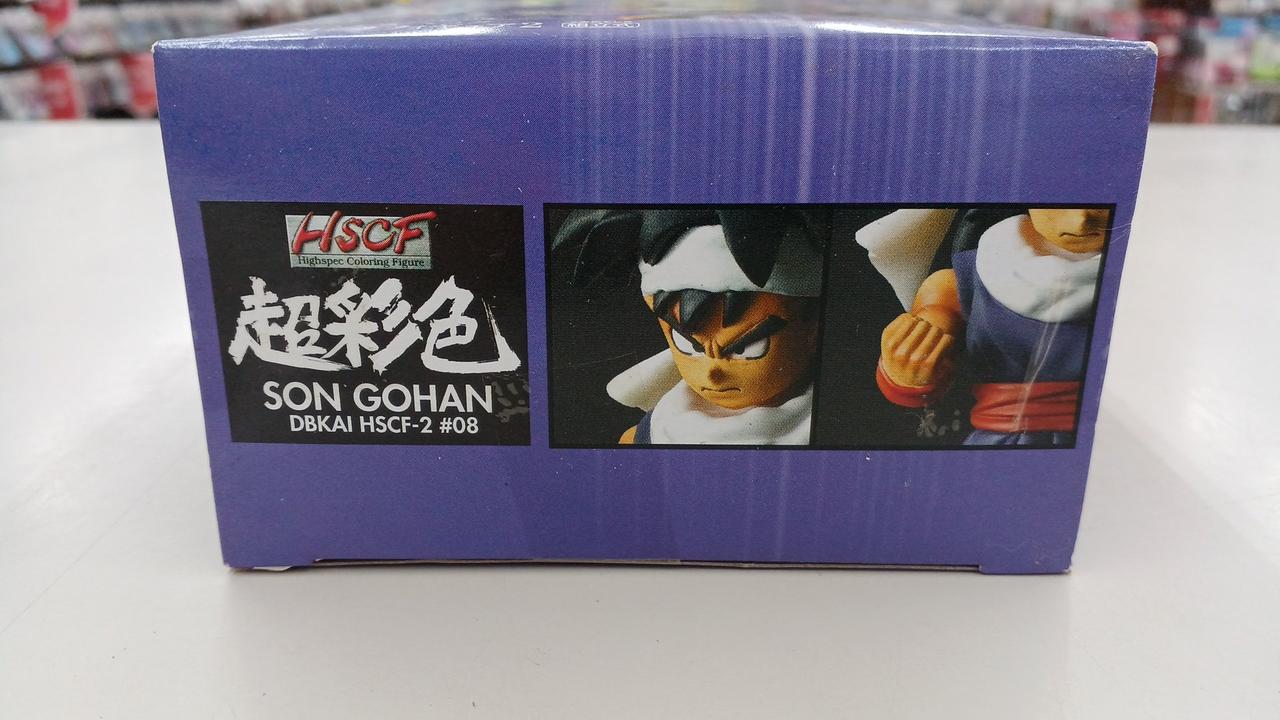 HSCF
Highspec Coloring Figure
超彩色
SON GOHAN
DBKAI HSCF-2 #08